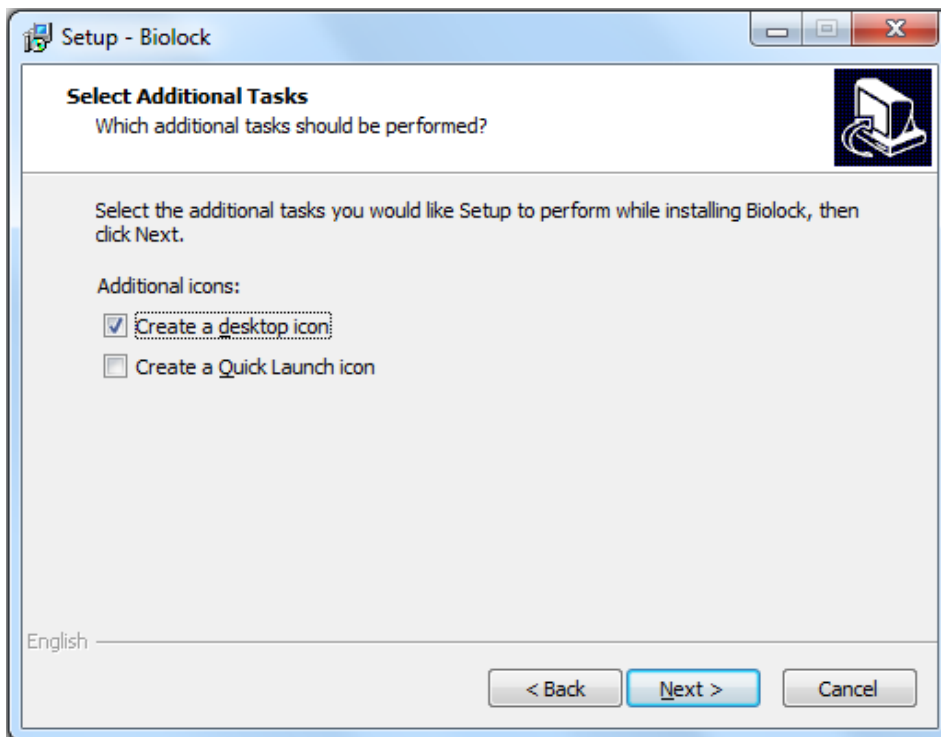 Setup - Biolock
Select Additional Tasks
Which additional tasks should be performed?
Select the additional tasks you would like Setup to perform while installing Biolock, then
click Next.
Additional icons:
Create a desktop icon
Create a Quick Launch icon
English
< Back
Next >
Cancel